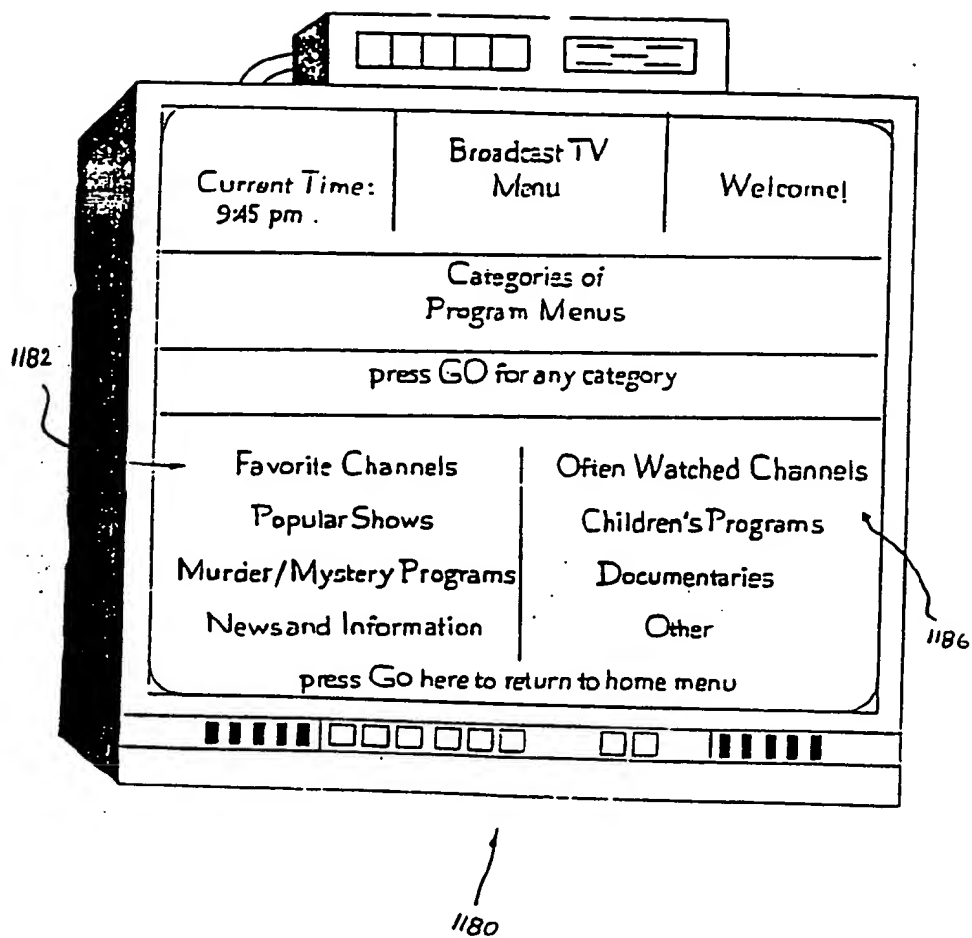 Current Time:
9:45 pm .
Broadcast TV
Menu
Welcome!
Categories of
Program Menus
press GO for any category
1182
Favorite Channels
Popular Shows
Murder/Mystery Programs
News and Information
Often Watched Channels
Children's Programs
Documentaries
Other
1186
press Go here to return to home menu
1180